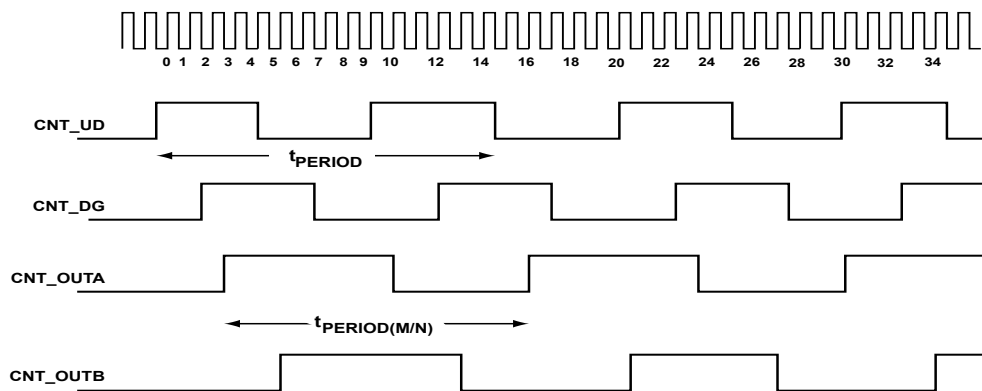 0 1 2 3 4 5 6 7 8 9 10 12 14 16 18 20 22 24 26 28 30 32 34
CNT_UD
tPERIOD
CNT_DG
CNT_OUTA
tPERIOD(M/N)
CNT_OUTB